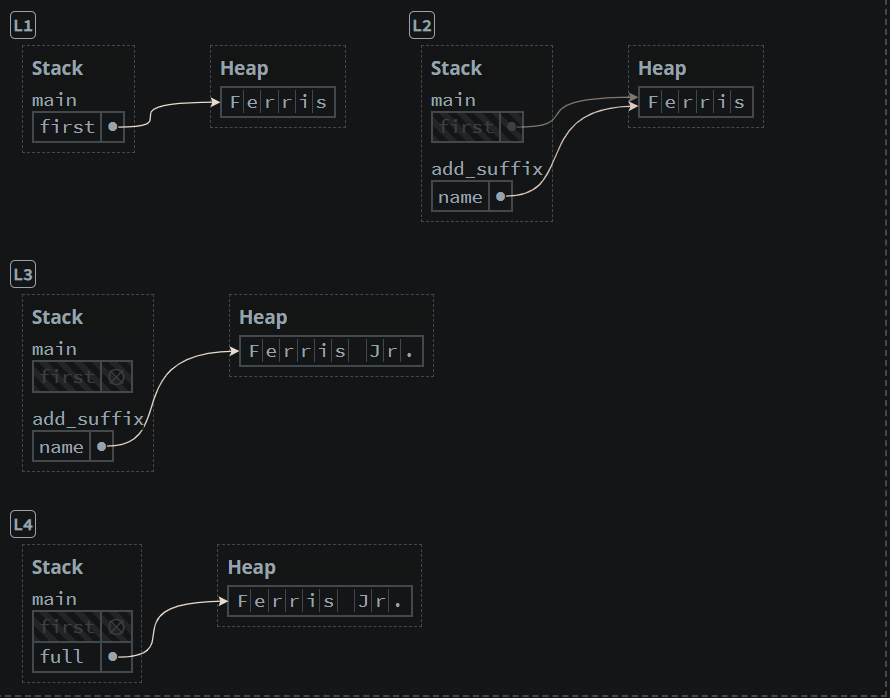 L1
Stack
main
first
Heap
Ferris
L2
Stack
main
first
add_suffix
name
Heap
Ferris
L3
Stack
main
first
add_suffix
name
Heap
Ferris Jr.
L4
Stack
main
first
full
Heap
Ferris Jr.